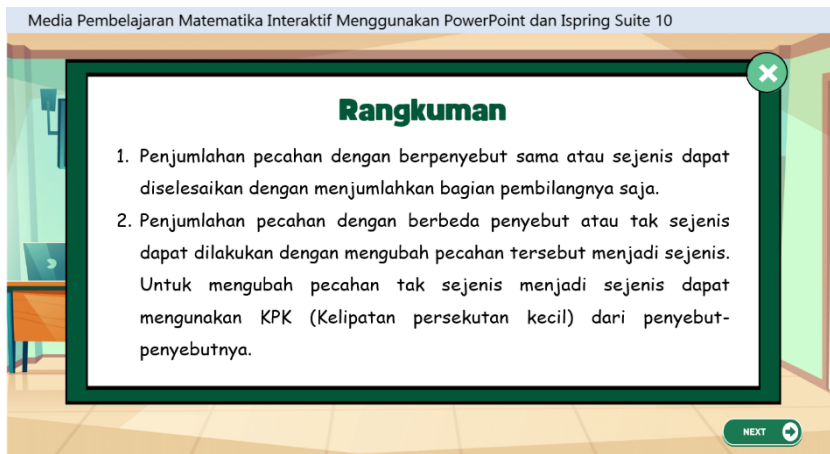 Media Pembelajaran Matematika Interaktif Menggunakan PowerPoint dan Ispring Suite 10
Rangkuman
1. Penjumlahan pecahan dengan berpenyebut sama atau sejenis dapat
diselesaikan dengan menjumlahkan bagian pembilangnya saja.
2. Penjumlahan pecahan dengan berbeda penyebut atau tak sejenis
dapat dilakukan dengan mengubah pecahan tersebut menjadi sejenis.
Untuk mengubah pecahan tak sejenis menjadi sejenis dapat
mengunakan KPK (Kelipatan persekutan kecil) dari penyebut-
penyebutnya.
NEXT